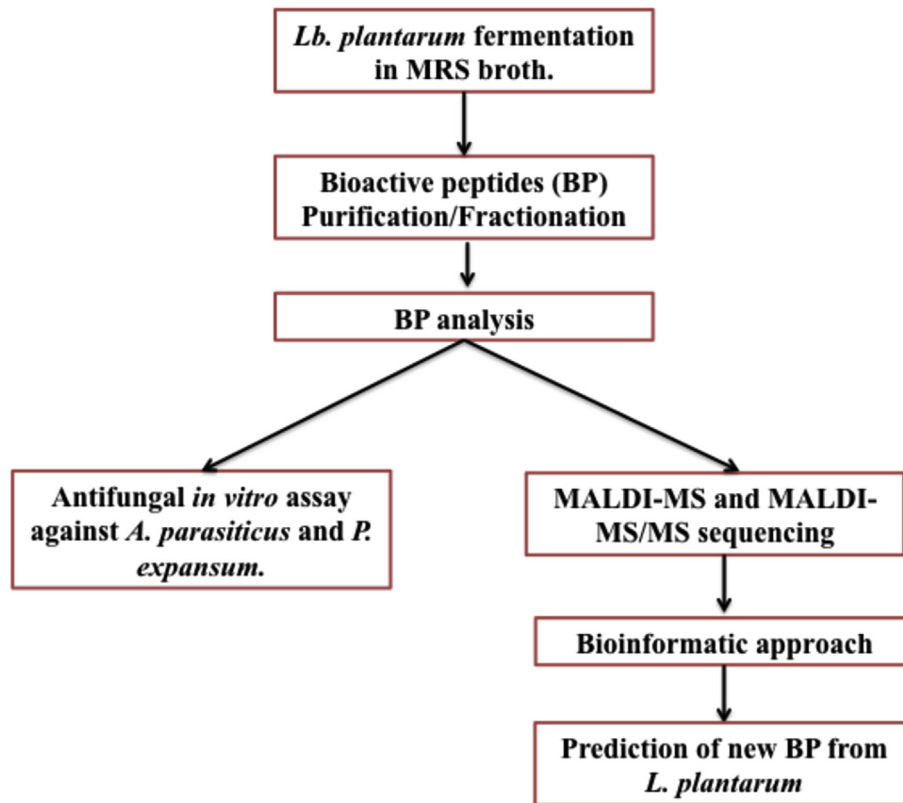 Lb. plantarum fermentation
in MRS broth.
Bioactive peptides (BP)
Purification/Fractionation
BP analysis
Antifungal in vitro assay
against A. parasiticus and P.
expansum.
MALDI-MS and MALDI-
MS/MS sequencing
Bioinformatic approach
Prediction of new BP from
L. plantarum